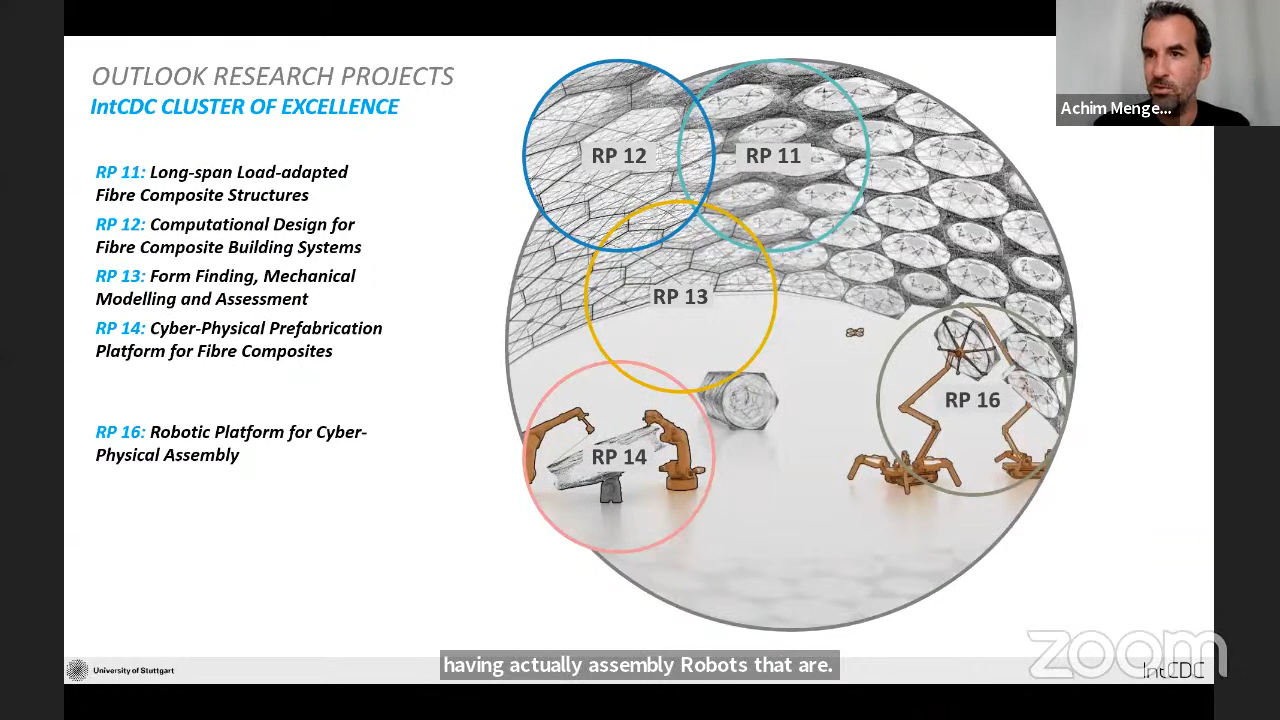 OUTLOOK RESEARCH PROJECTS
IntCDC CLUSTER OF EXCELLENCE
RP 11: Long-span Load-adapted
Fibre Composite Structures
RP 12: Computational Design for
Fibre Composite Building Systems
RP 13: Form Finding, Mechanical
Modelling and Assessment
RP 14: Cyber-Physical Prefabrication
Platform for Fibre Composites
RP 16: Robotic Platform for Cyber-
Physical Assembly
RP 12
RP 11
RP 13
RP 16
RP 14
Achim Menge...
having actually assembly Robots that are.
University of Stuttgart
zoom
IntCDC